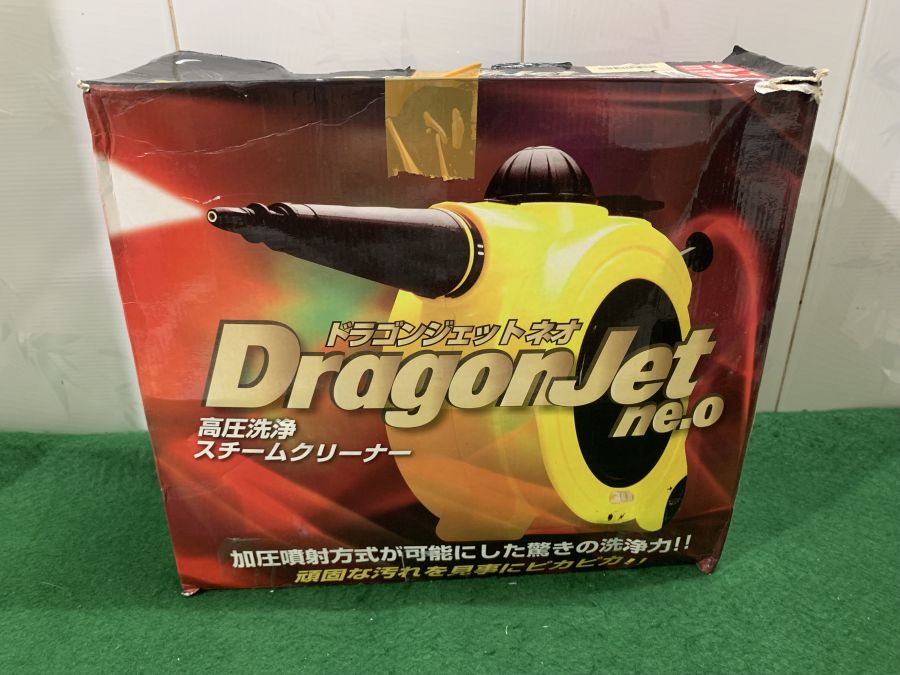 ドラゴンジェットネオ
DragonJet
ne.o
高圧洗浄
スチームクリーナー
加圧噴射方式が可能にした驚きの洗浄力!!
頑固な汚れを見事にピカピカ!!